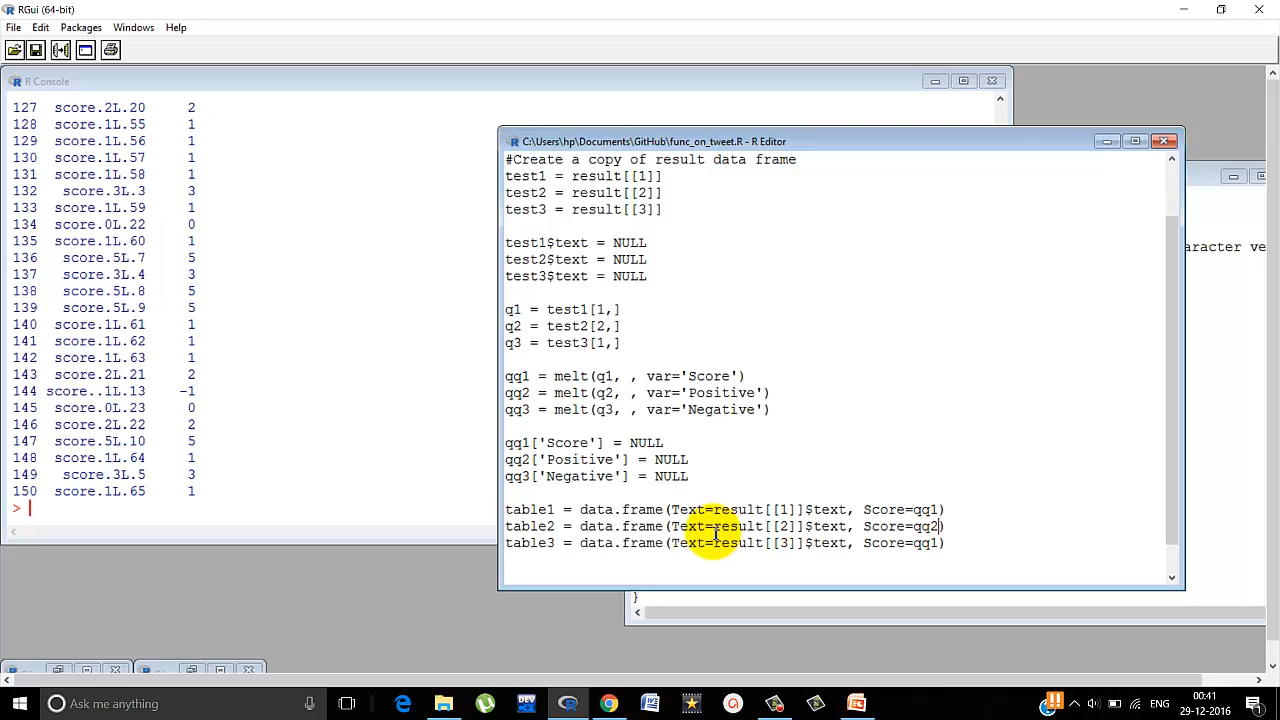 RGui (64-bit)
File Edit Packages Windows Help
R Console
127 score.2L.20 2
128 score.1L.55 1
129 score.1L.56 1
130 score.1L.57 1
131 score.1L.58 1
132 score.3L.3 3
133 score.1L.59 1
134 score.0L.22 0
135 score.1L.60 1
136 score.5L.7 5
137 score.3L.4 3
138 score.5L.8 5
139 score.5L.9 5
140 score.1L.61 1
141 score.1L.62 1
142 score.1L.63 1
143 score.2L.21 2
144 score..1L.13 -1
145 score.0L.23 0
146 score.2L.22 2
147 score.5L.10 5
148 score.1L.64 1
149 score.3L.5 3
150 score.1L.65 1
>
C:\Users\hp\Documents\GitHub\func_on_tweet.R - R Editor
#Create a copy of result data frame
test1 = result[[1]]
test2 = result[[2]]
test3 = result[[3]]
test1$text = NULL
test2$text = NULL
test3$text = NULL
q1 = test1[1,]
q2 = test2[2,]
q3 = test3[1,]
qq1 = melt(q1, , var='Score')
qq2 = melt(q2, , var='Positive')
qq3 = melt(q3, , var='Negative')
qq1['Score'] = NULL
qq2['Positive'] = NULL
qq3['Negative'] = NULL
table1 = data.frame(Text=result[[1]]$text, Score=qq1)
table2 = data.frame(Text=result[[2]]$text, Score=qq2)
table3 = data.frame(Text=result[[3]]$text, Score=qq1)
aracter ve
}
Ask me anything
00:41
29-12-2016